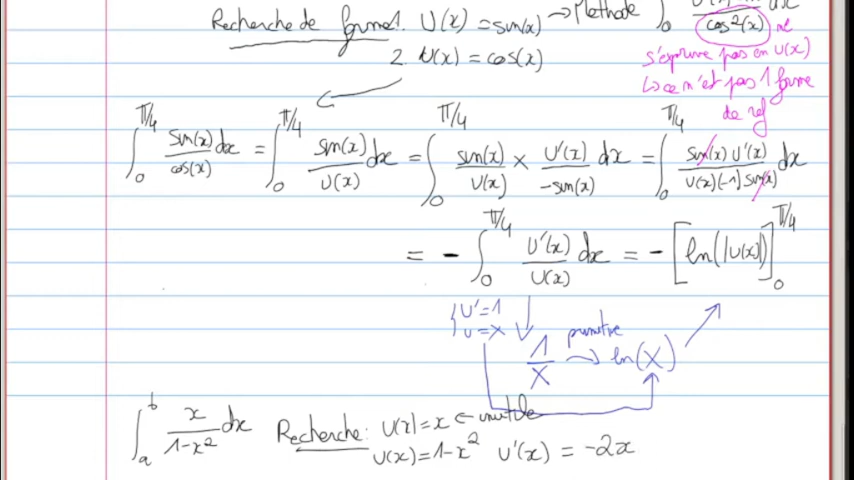 Recherche de forme 1. U(x) = sin(x) → Méthode ∫₀ cos²(x) ne
2. U(x) = cos(x) s'exprime pas en U(x)
↳ ce n'est pas 1 forme
de ref
∫₀^π/4 sin(x)/cos(x) dx = ∫₀^π/4 sin(x)/U(x) dx = ∫₀^π/4 sin(x)/U(x) × U'(x)/-sin(x) dx = ∫₀^π/4 sin(x) U'(x)/U(x)(-1) sin(x) dx
= - ∫₀^π/4 U'(x)/U(x) dx = - [ln(|U(x)|)]₀^π/4
{ U'=1
U=x
1/X primitive → ln(X)
∫ₐᵇ x/1-x² dx Recherche: U(x) = x ← inutile
U(x) = 1-x² U'(x) = -2x